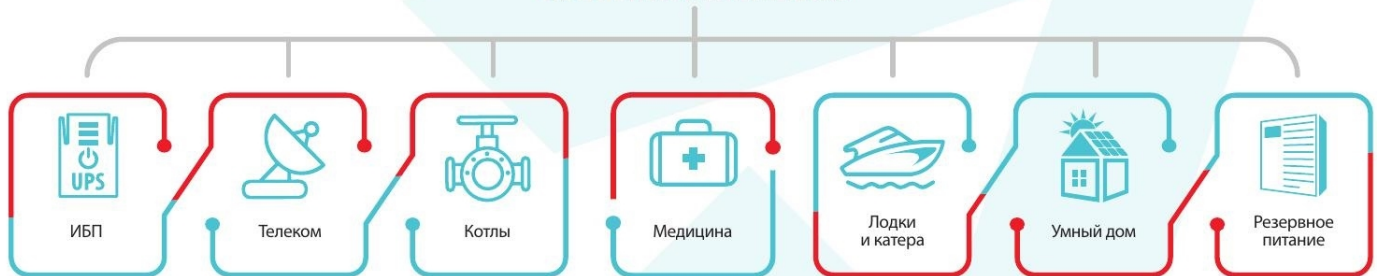 UPS
ИБП
Телеком
Котлы
Медицина
Лодки
и катера
Умный дом
Резервное
питание